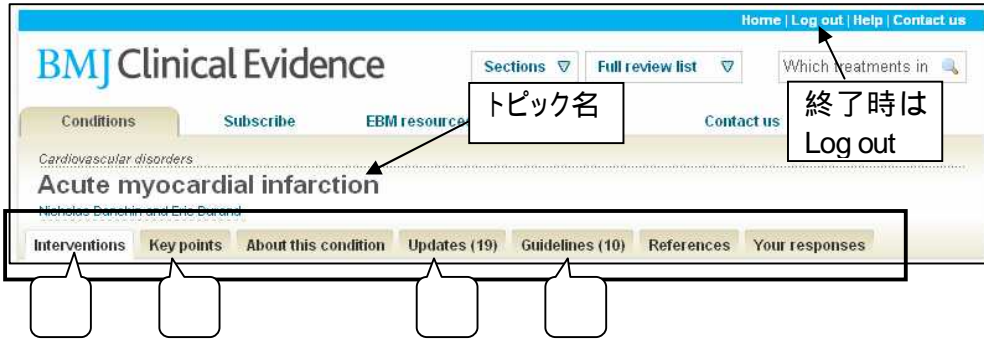 Home | Log out | Help | Contact us
BMJ Clinical Evidence
Sections
Full review list
Which treatments in
トピック名
終了時は
Log out
Conditions
Subscribe
EBM resources
Contact us
Cardiovascular disorders
Acute myocardial infarction
Nicholas Danchin and Eric Durand
Interventions
Key points
About this condition
Updates (19)
Guidelines (10)
References
Your responses